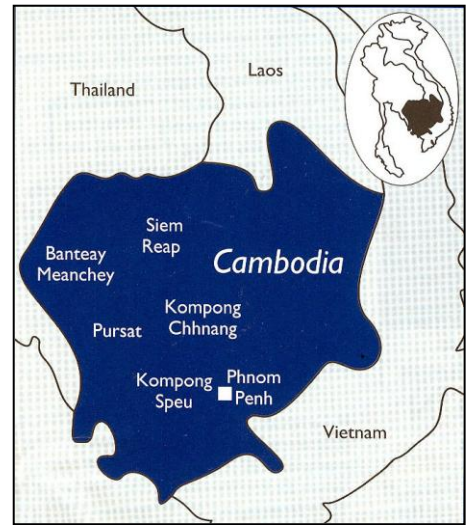 Laos
Thailand
Siem
Reap
Banteay
Meanchey
Cambodia
Kompong
Chhnang
Pursat
Kompong
Speu
Phnom
Penh
Vietnam